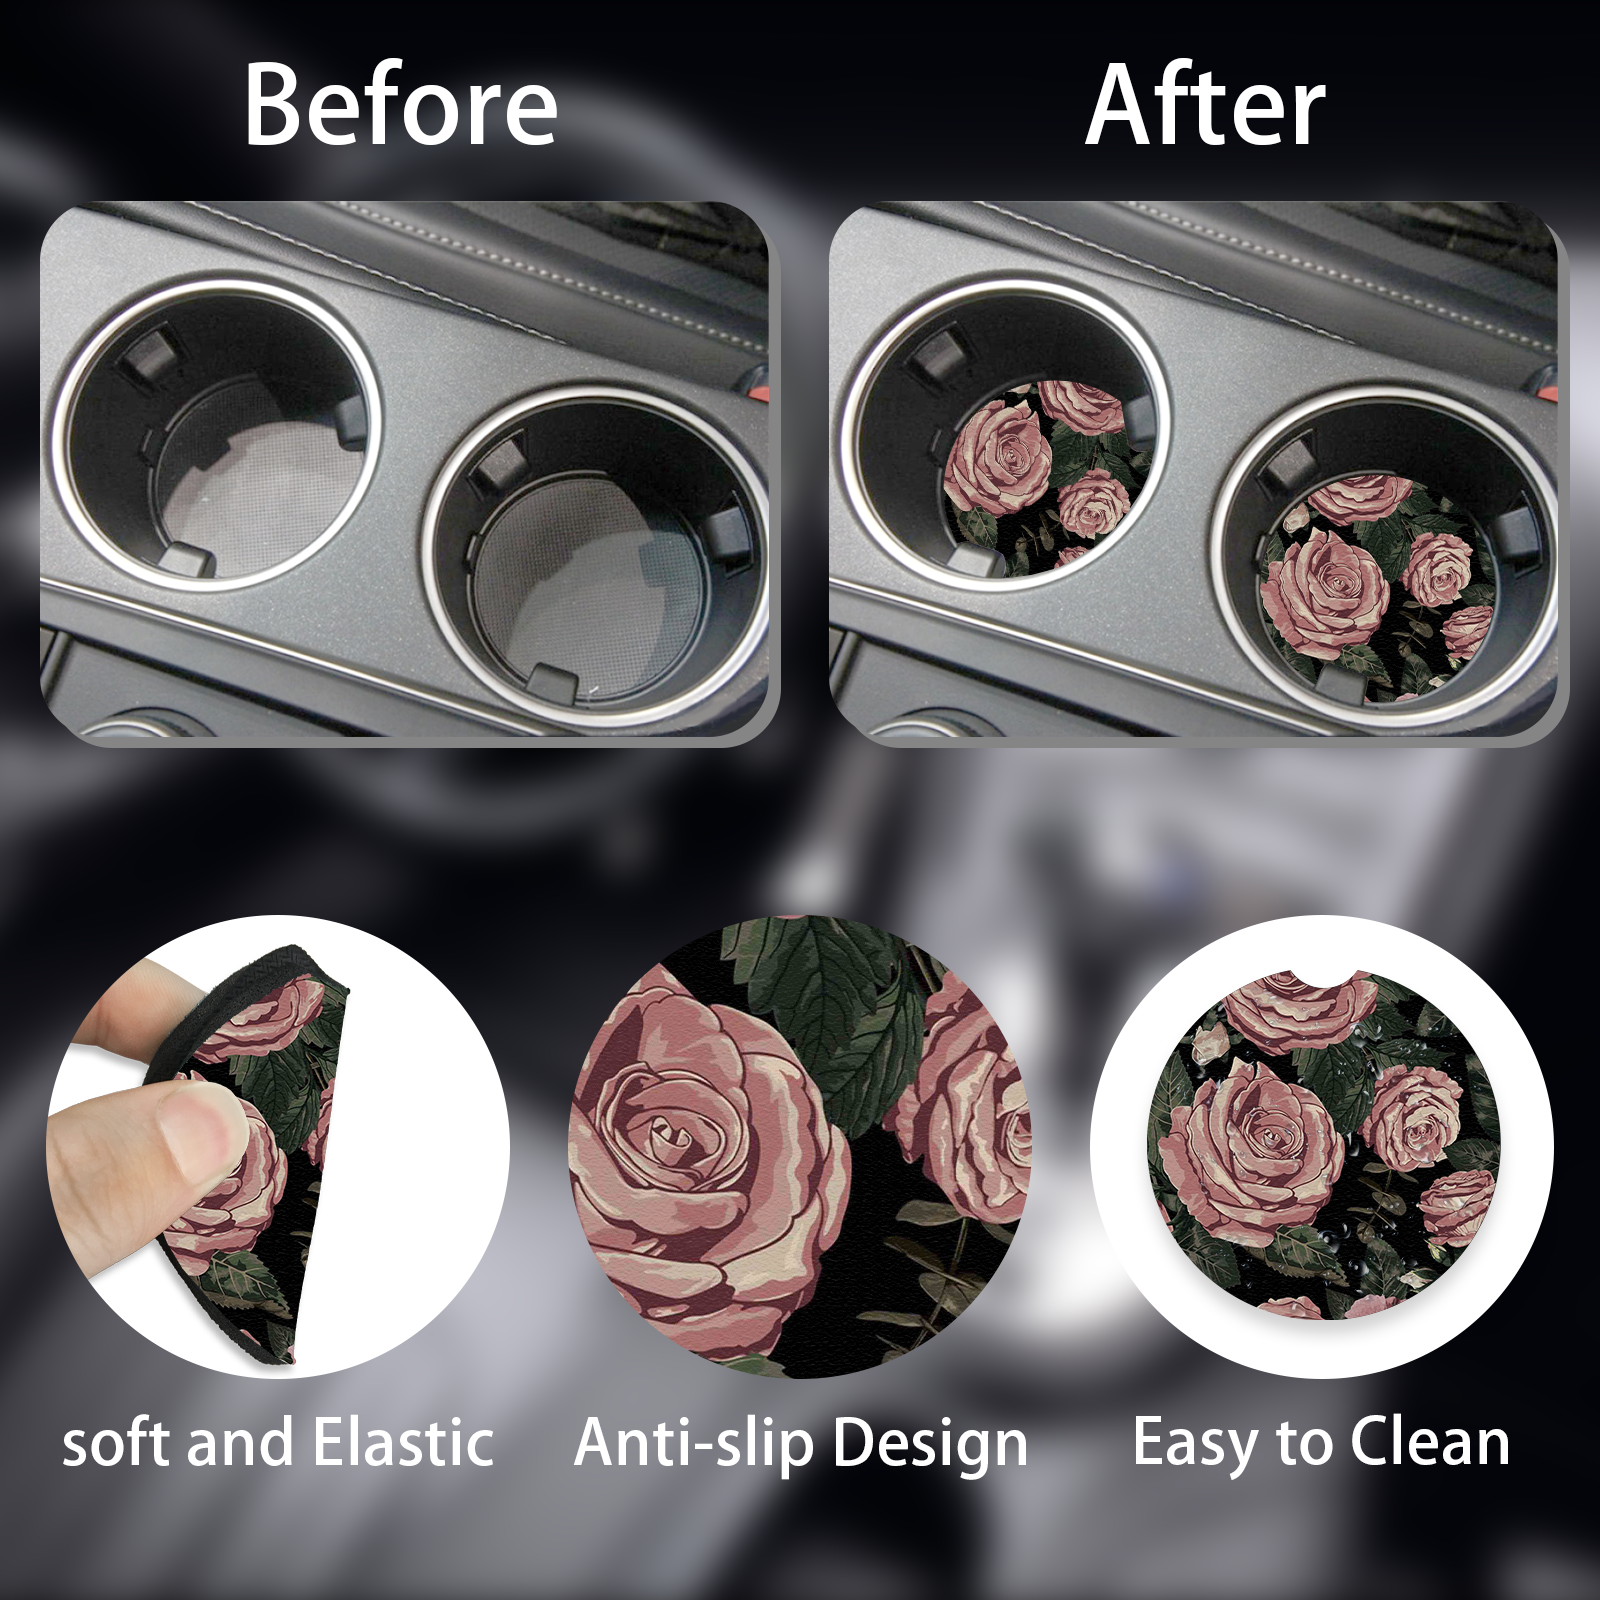 Before
After
soft and Elastic
Anti-slip Design
Easy to Clean